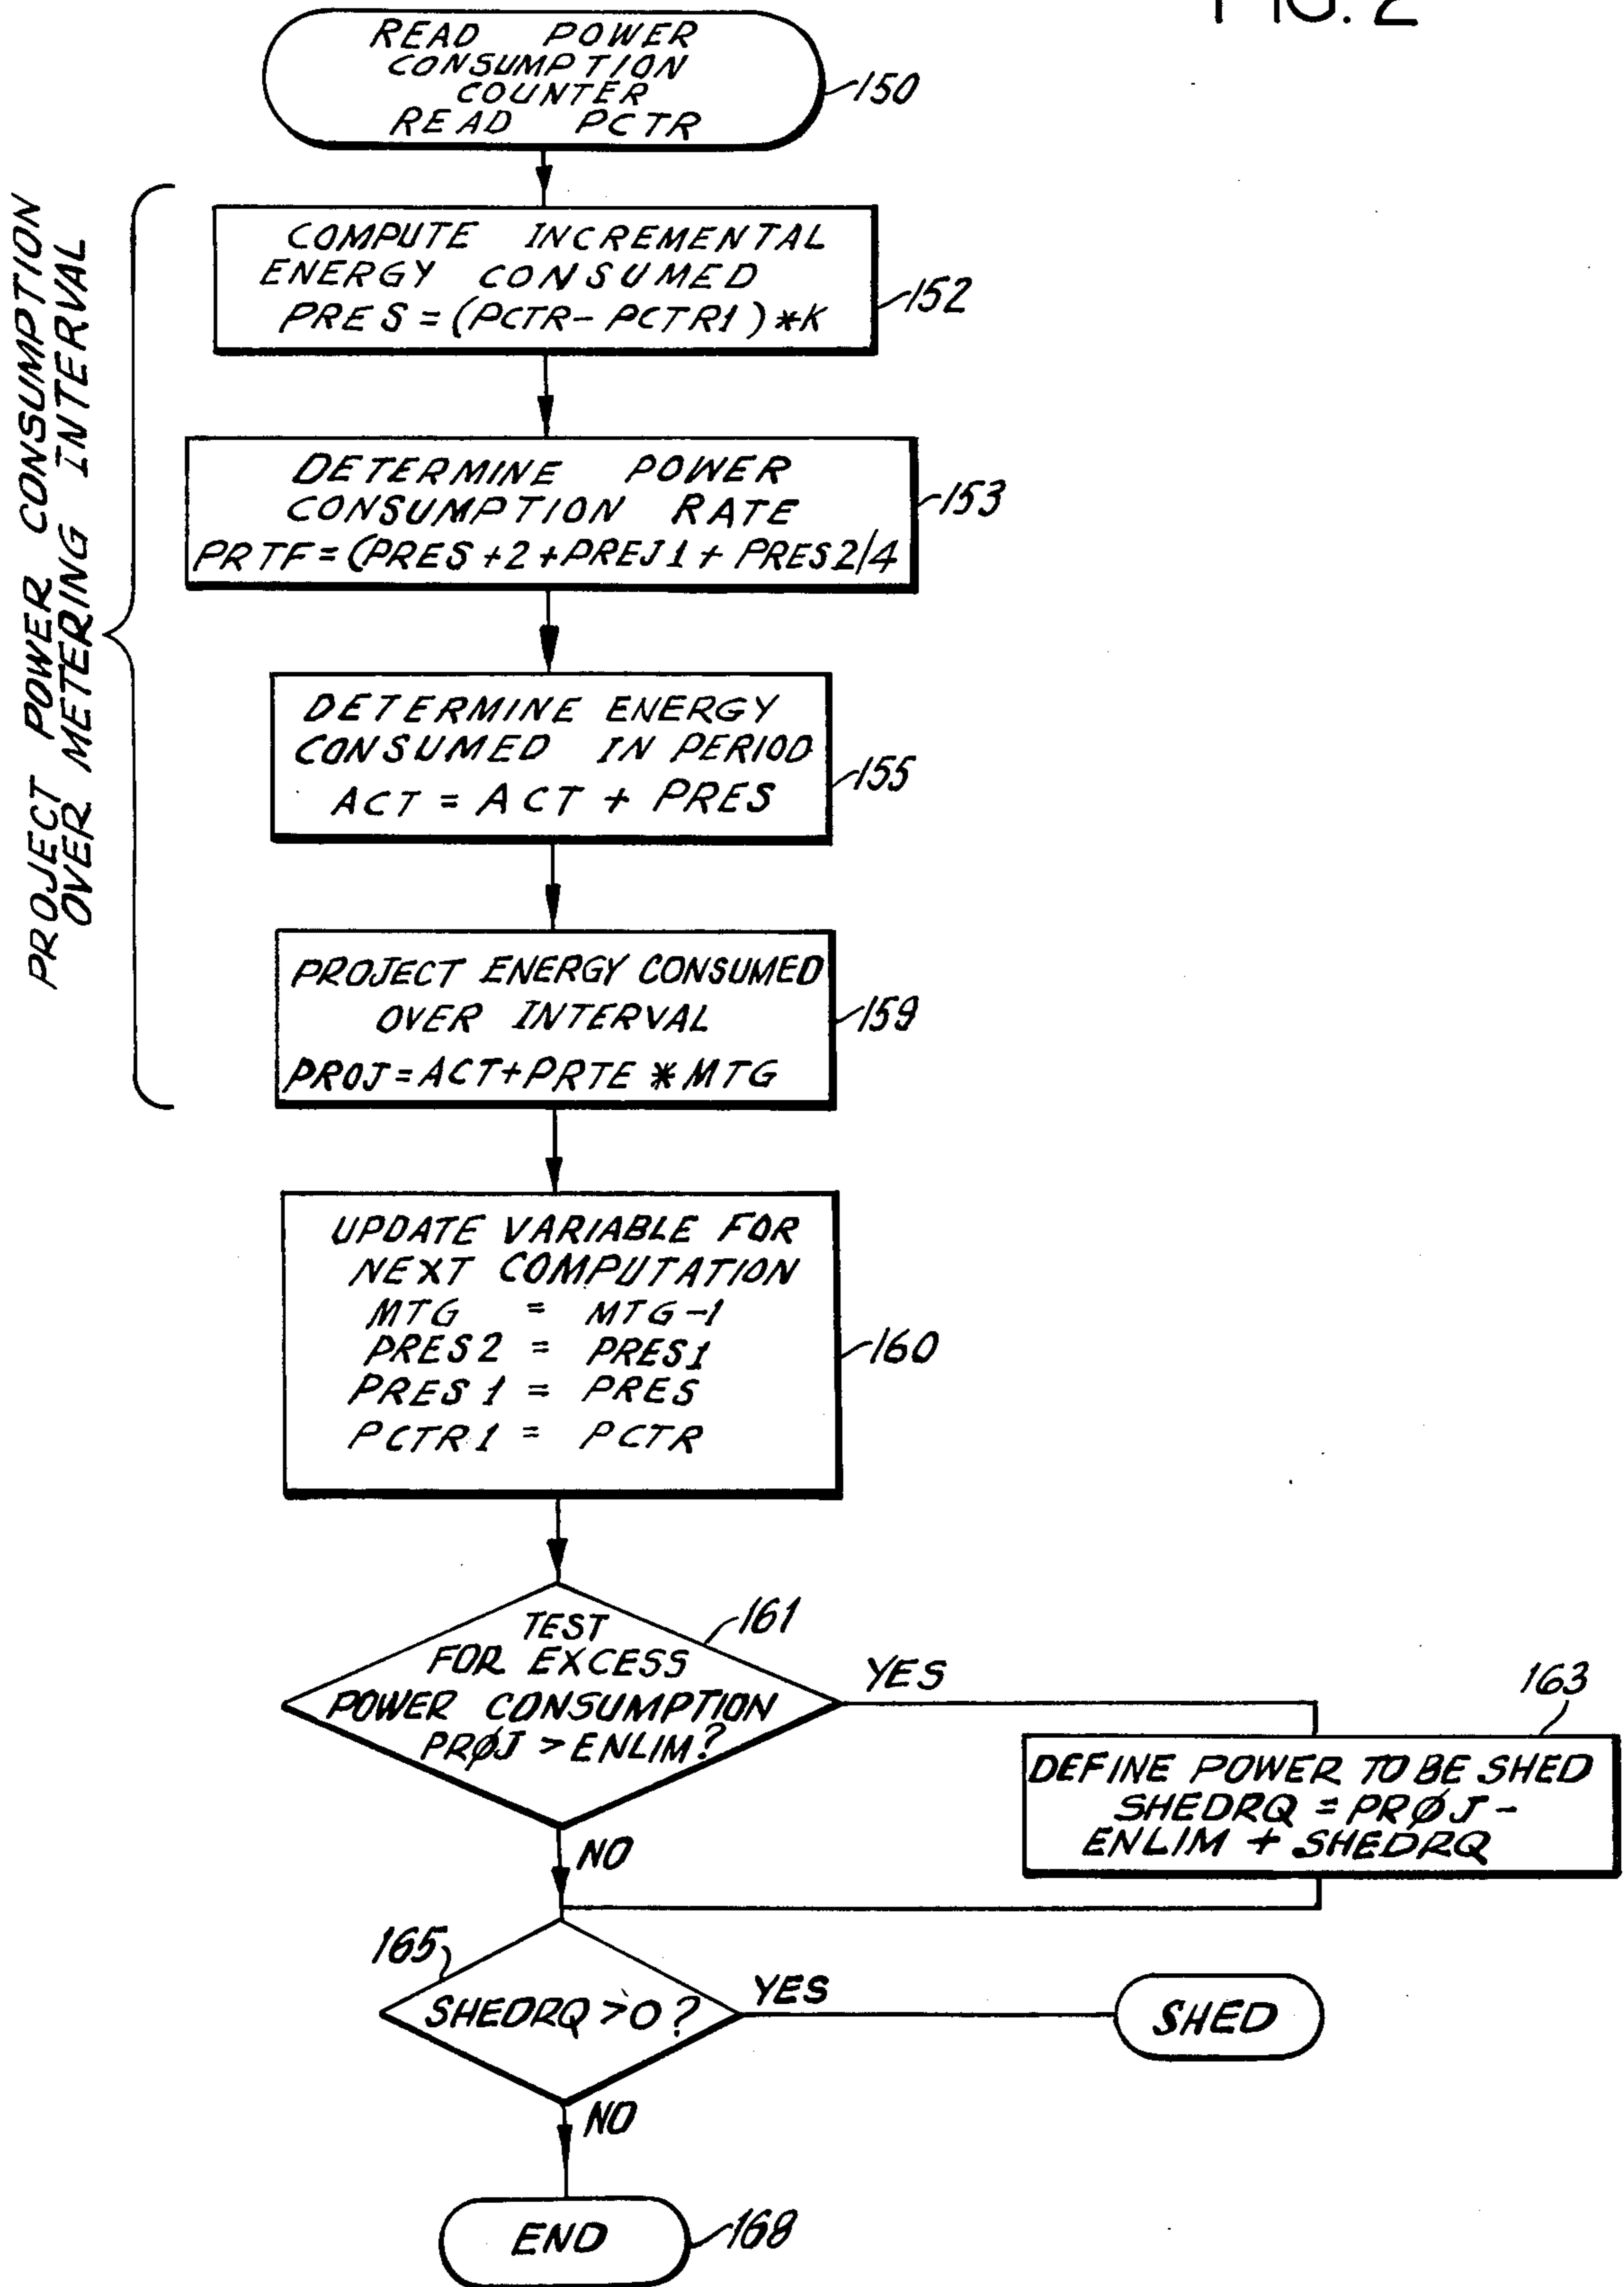 FIG. 2
READ POWER
CONSUMPTION
COUNTER
READ PCTR
150
PROJECT POWER CONSUMPTION
OVER METERING INTERVAL
COMPUTE INCREMENTAL
ENERGY CONSUMED
PRES = (PCTR- PCTR1) *K
152
DETERMINE POWER
CONSUMPTION RATE
PRTF = (PRES +2 +PREJ1 + PRES2/4
153
DETERMINE ENERGY
CONSUMED IN PERIOD
ACT = ACT + PRES
155
PROJECT ENERGY CONSUMED
OVER INTERVAL
PROJ = ACT+PRTE * MTG
159
UPDATE VARIABLE FOR
NEXT COMPUTATION
MTG = MTG-1
PRES2 = PRES1
PRES1 = PRES
PCTR1 = PCTR
160
TEST
FOR EXCESS
POWER CONSUMPTION
PRØJ > ENLIM?
161
YES
163
DEFINE POWER TO BE SHED
SHEDRQ = PRØJ -
ENLIM + SHEDRQ
NO
165
SHEDRQ >0?
YES
SHED
NO
END
168